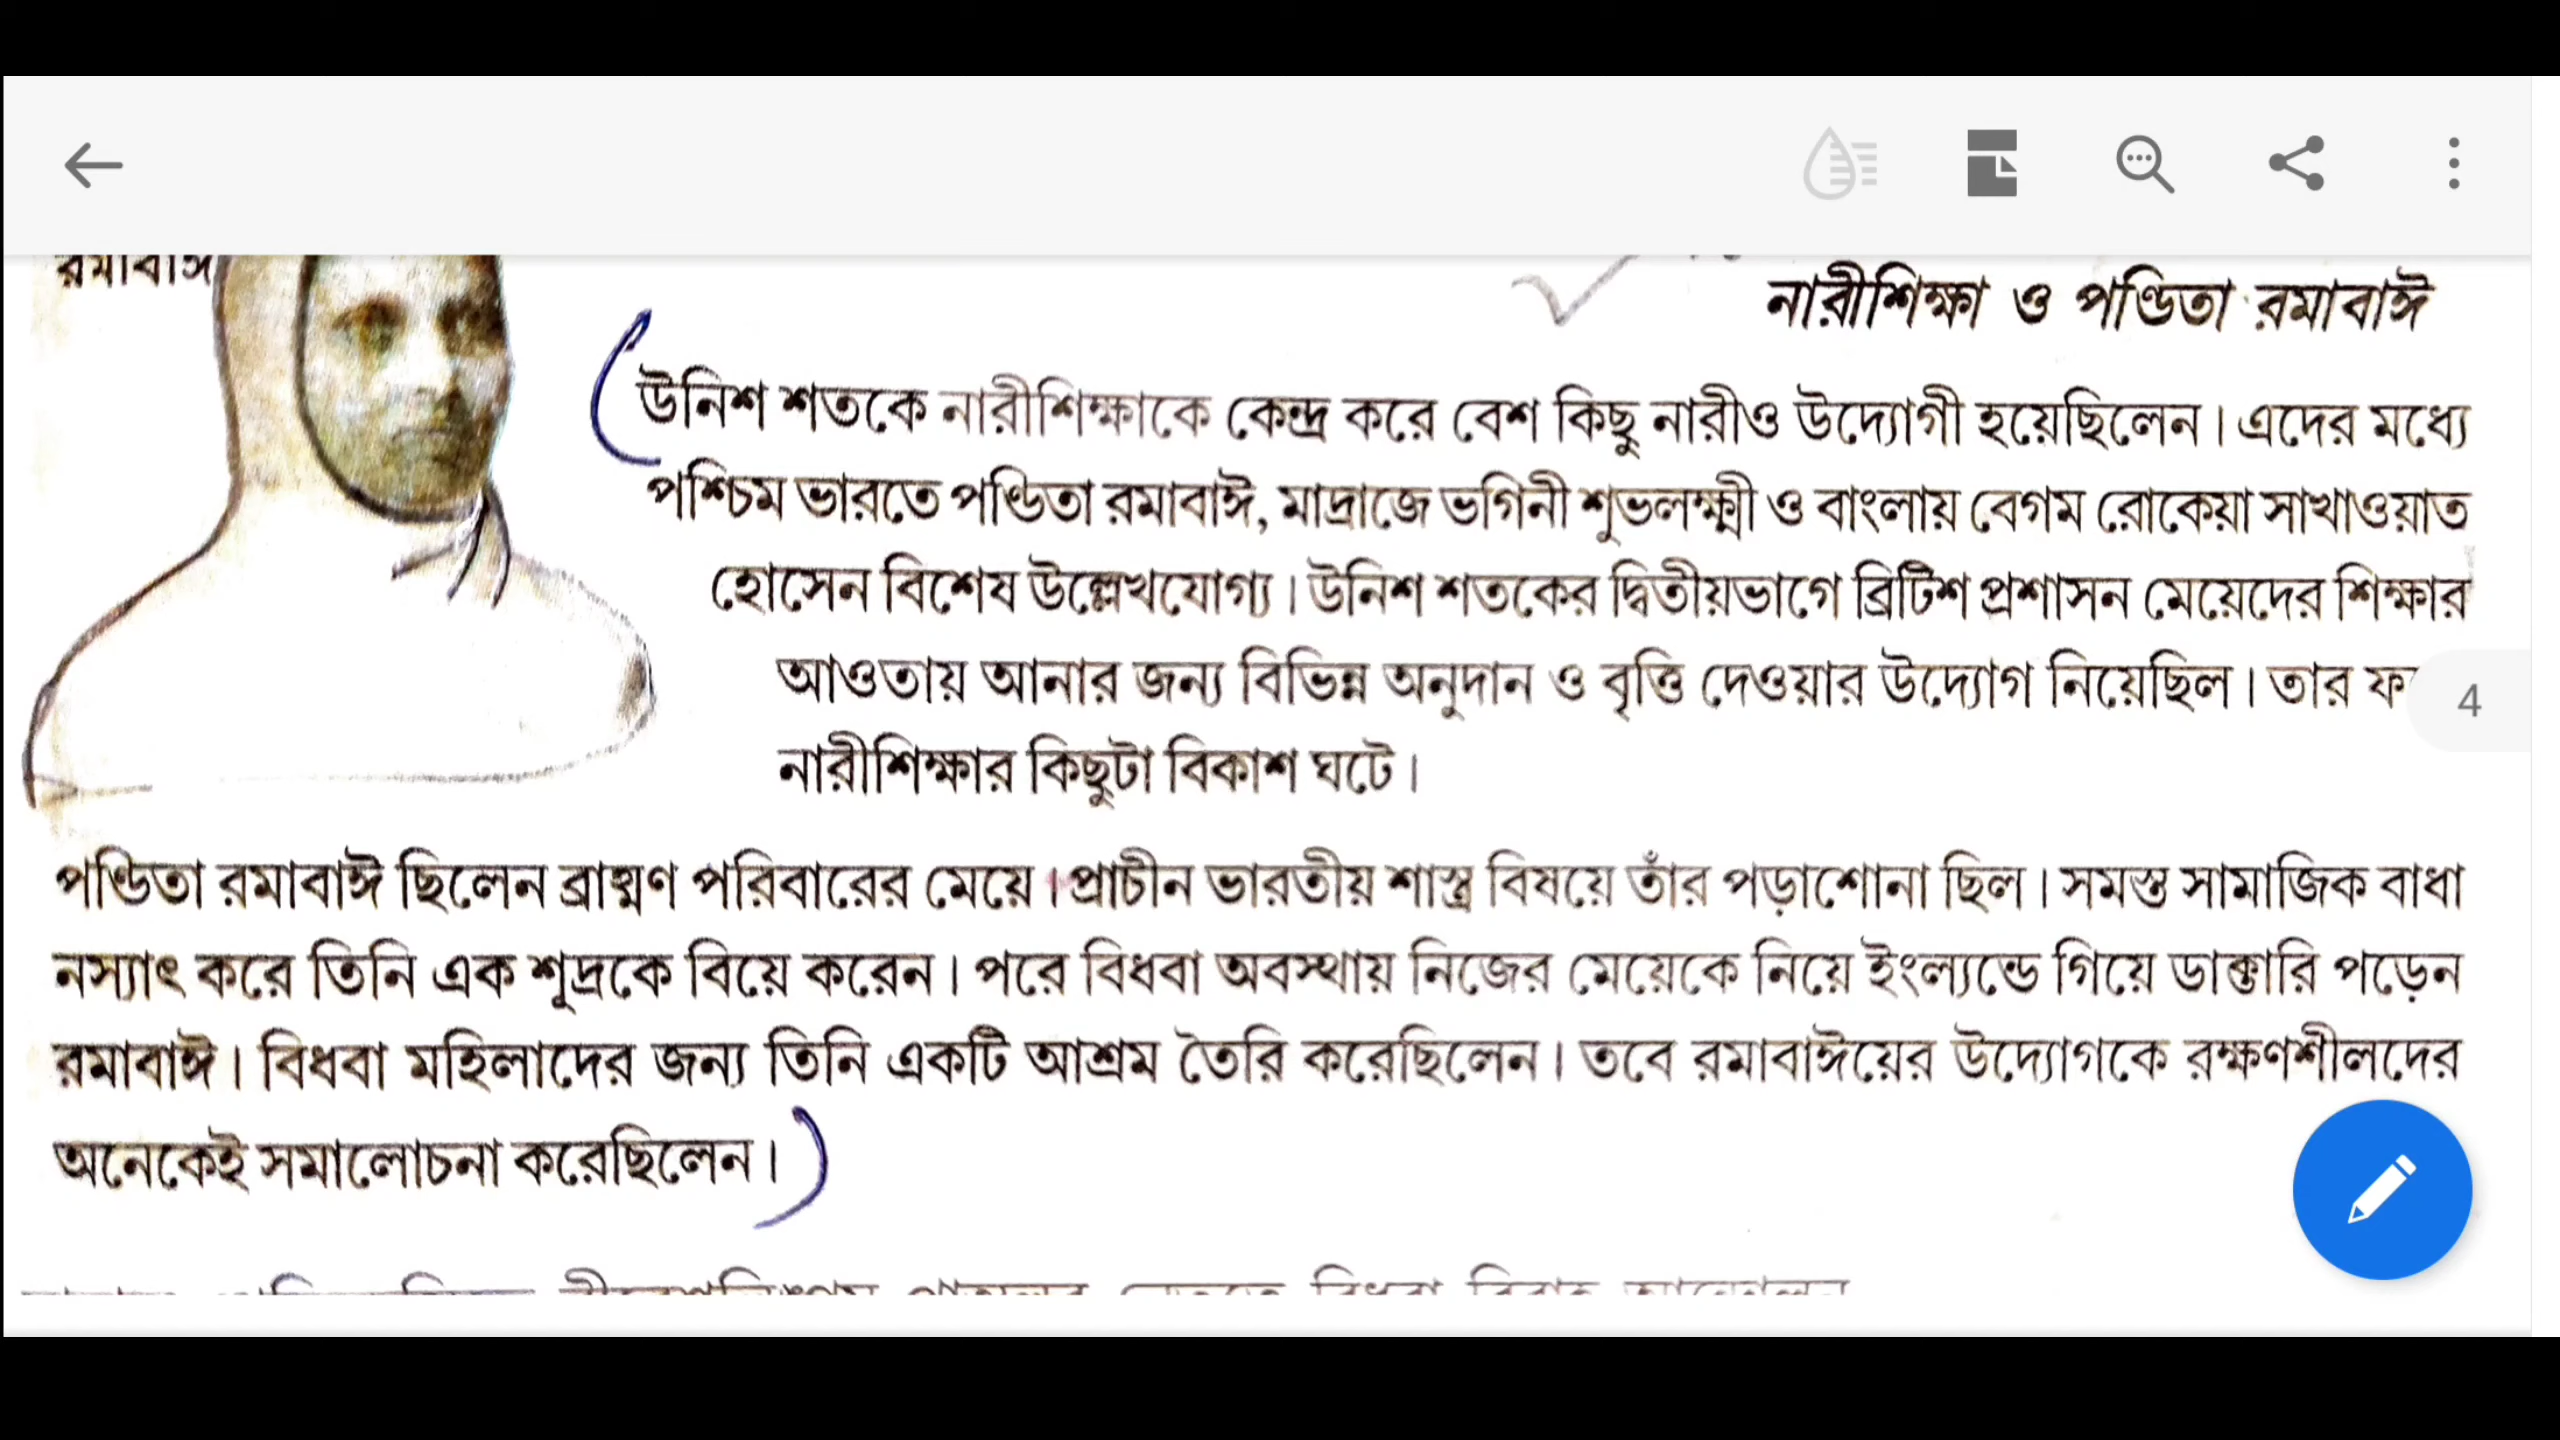 রমাবাঈ
নারীশিক্ষা ও পণ্ডিতা রমাবাঈ
উনিশ শতকে নারীশিক্ষাকে কেন্দ্র করে বেশ কিছু নারীও উদ্যোগী হয়েছিলেন। এদের মধ্যে
পশ্চিম ভারতে পণ্ডিতা রমাবাঈ, মাদ্রাজে ভগিনী শুভলক্ষ্মী ও বাংলায় বেগম রোকেয়া সাখাওয়াত
হোসেন বিশেষ উল্লেখযোগ্য। উনিশ শতকের দ্বিতীয়ভাগে ব্রিটিশ প্রশাসন মেয়েদের শিক্ষার
আওতায় আনার জন্য বিভিন্ন অনুদান ও বৃত্তি দেওয়ার উদ্যোগ নিয়েছিল। তার ফ
4
নারীশিক্ষার কিছুটা বিকাশ ঘটে।
পণ্ডিতা রমাবাঈ ছিলেন ব্রাহ্মণ পরিবারের মেয়ে। প্রাচীন ভারতীয় শাস্ত্র বিষয়ে তাঁর পড়াশোনা ছিল। সমস্ত সামাজিক বাধা
নস্যাৎ করে তিনি এক শূদ্রকে বিয়ে করেন। পরে বিধবা অবস্থায় নিজের মেয়েকে নিয়ে ইংল্যান্ডে গিয়ে ডাক্তারি পড়েন
রমাবাঈ। বিধবা মহিলাদের জন্য তিনি একটি আশ্রম তৈরি করেছিলেন। তবে রমাবাঈয়ের উদ্যোগকে রক্ষণশীলদের
অনেকেই সমালোচনা করেছিলেন।